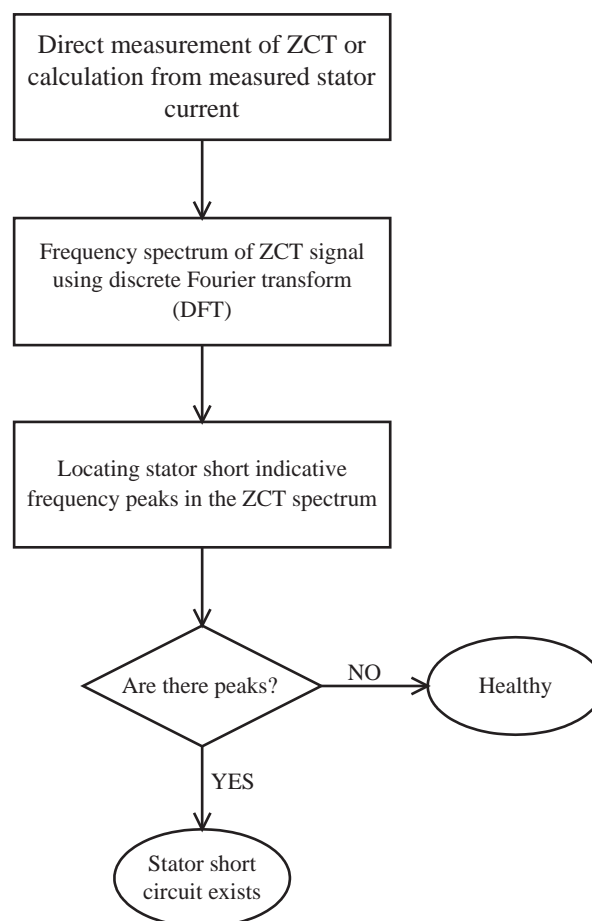 Direct measurement of ZCT or
calculation from measured stator
current
Frequency spectrum of ZCT signal
using discrete Fourier transform
(DFT)
Locating stator short indicative
frequency peaks in the ZCT spectrum
Are there peaks?
NO
Healthy
YES
Stator short
circuit exists